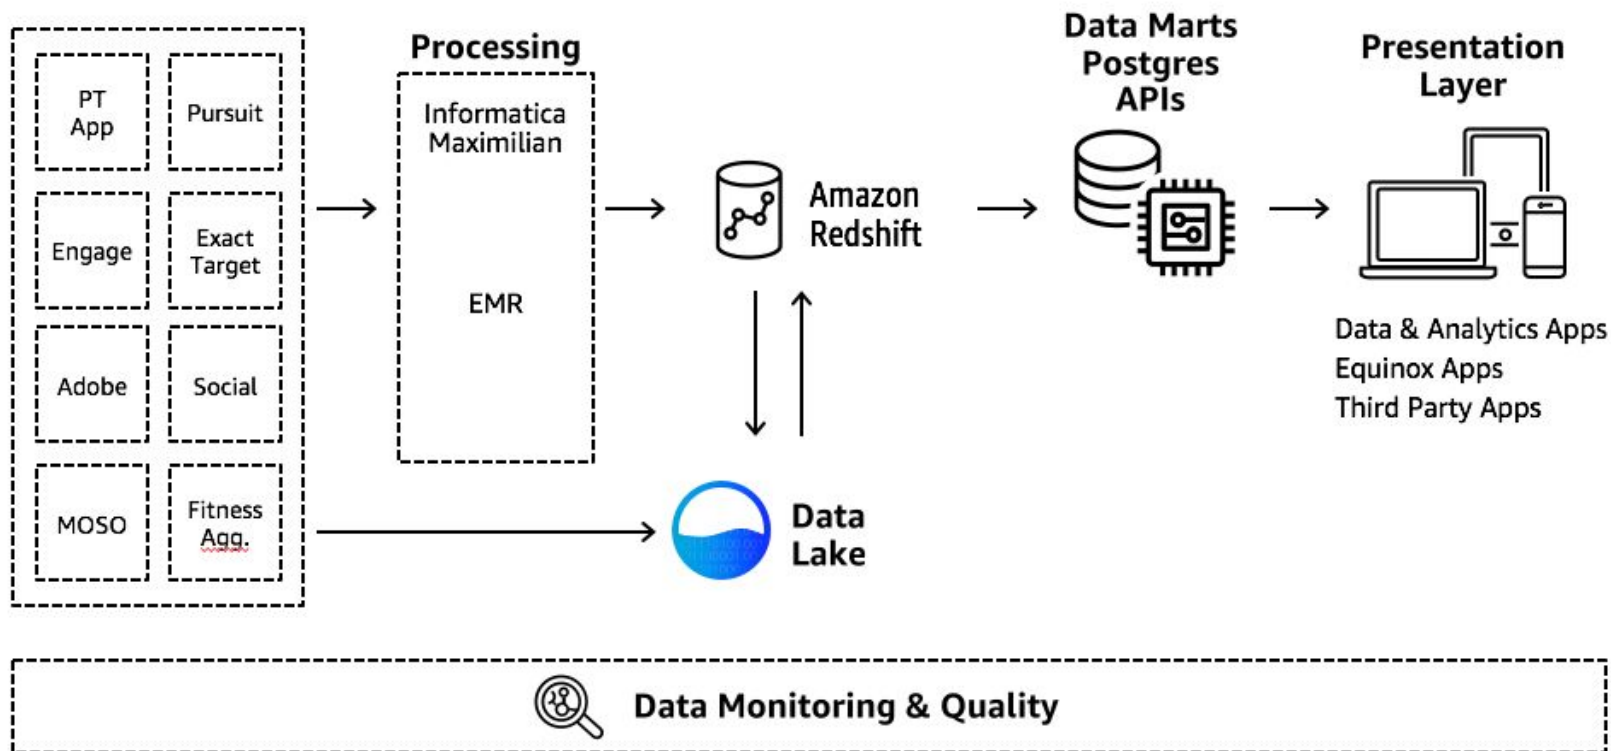 PT
App
Pursuit
Engage
Exact
Target
Adobe
Social
MOSO
Fitness
Agg.
Processing
Informatica
Maximilian
EMR
Amazon
Redshift
Data
Lake
Data Marts
Postgres
APIs
Presentation
Layer
Data & Analytics Apps
Equinox Apps
Third Party Apps
Data Monitoring & Quality